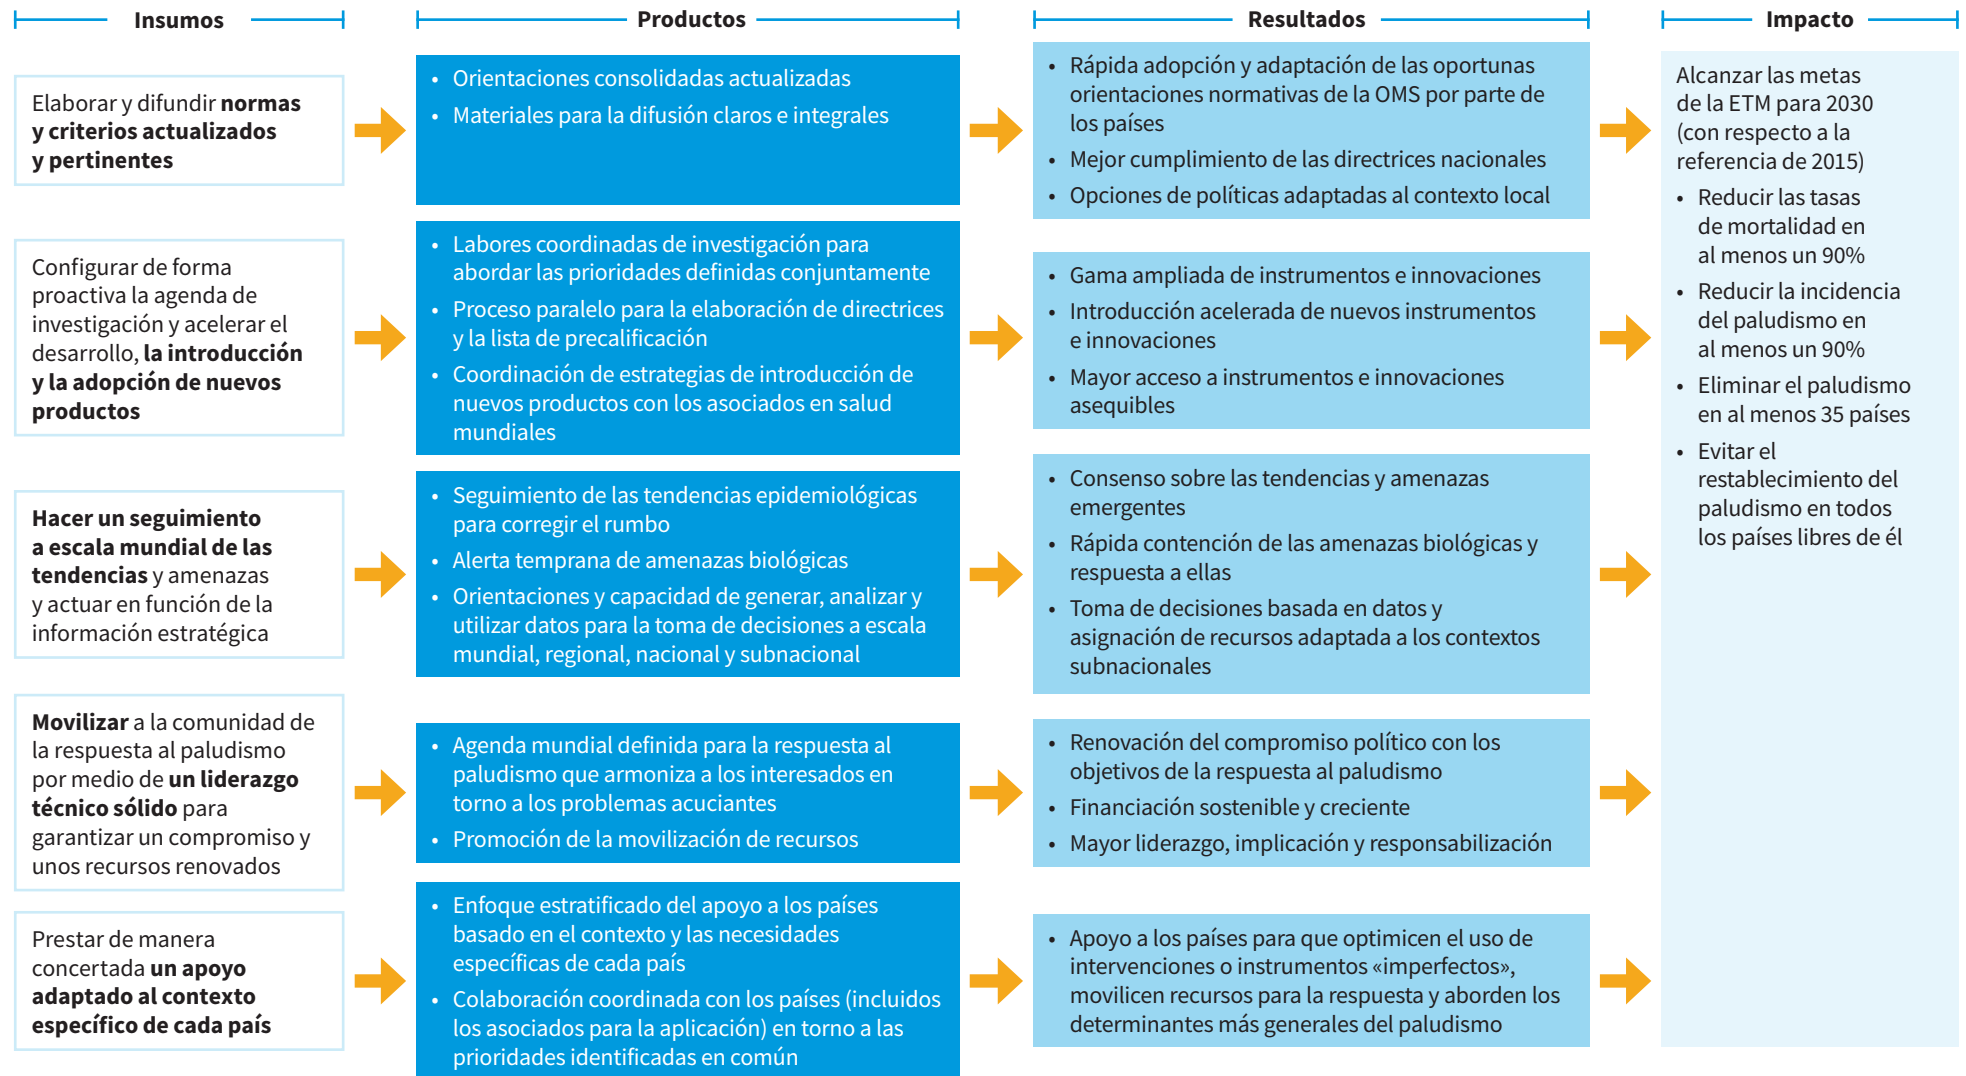 Insumos
Productos
Resultados
Impacto
Elaborar y difundir normas
y criterios actualizados
y pertinentes
• Orientaciones consolidadas actualizadas
• Materiales para la difusión claros e integrales
• Rápida adopción y adaptación de las oportunas
orientaciones normativas de la OMS por parte de
los países
• Mejor cumplimiento de las directrices nacionales
• Opciones de políticas adaptadas al contexto local
Configurar de forma
proactiva la agenda de
investigación y acelerar el
desarrollo, la introducción
y la adopción de nuevos
productos
• Labores coordinadas de investigación para
abordar las prioridades definidas conjuntamente
• Proceso paralelo para la elaboración de directrices
y la lista de precalificación
• Coordinación de estrategias de introducción de
nuevos productos con los asociados en salud
mundiales
• Gama ampliada de instrumentos e innovaciones
• Introducción acelerada de nuevos instrumentos
e innovaciones
• Mayor acceso a instrumentos e innovaciones
asequibles
Hacer un seguimiento
a escala mundial de las
tendencias y amenazas
y actuar en función de la
información estratégica
• Seguimiento de las tendencias epidemiológicas
para corregir el rumbo
• Alerta temprana de amenazas biológicas
• Orientaciones y capacidad de generar, analizar y
utilizar datos para la toma de decisiones a escala
mundial, regional, nacional y subnacional
• Consenso sobre las tendencias y amenazas
emergentes
• Rápida contención de las amenazas biológicas y
respuesta a ellas
• Toma de decisiones basada en datos y
asignación de recursos adaptada a los contextos
subnacionales
Movilizar a la comunidad de
la respuesta al paludismo
por medio de un liderazgo
técnico sólido para
garantizar un compromiso y
unos recursos renovados
• Agenda mundial definida para la respuesta al
paludismo que armoniza a los interesados en
torno a los problemas acuciantes
• Promoción de la movilización de recursos
• Renovación del compromiso político con los
objetivos de la respuesta al paludismo
• Financiación sostenible y creciente
• Mayor liderazgo, implicación y responsabilización
Prestar de manera
concertada un apoyo
adaptado al contexto
específico de cada país
• Enfoque estratificado del apoyo a los países
basado en el contexto y las necesidades
específicas de cada país
• Colaboración coordinada con los países (incluidos
los asociados para la aplicación) en torno a las
prioridades identificadas en común
• Apoyo a los países para que optimicen el uso de
intervenciones o instrumentos «imperfectos»,
movilicen recursos para la respuesta y aborden los
determinantes más generales del paludismo
Alcanzar las metas
de la ETM para 2030
(con respecto a la
referencia de 2015)
• Reducir las tasas
de mortalidad en
al menos un 90%
• Reducir la incidencia
del paludismo en
al menos un 90%
• Eliminar el paludismo
en al menos 35 países
• Evitar el
restablecimiento del
paludismo en todos
los países libres de él